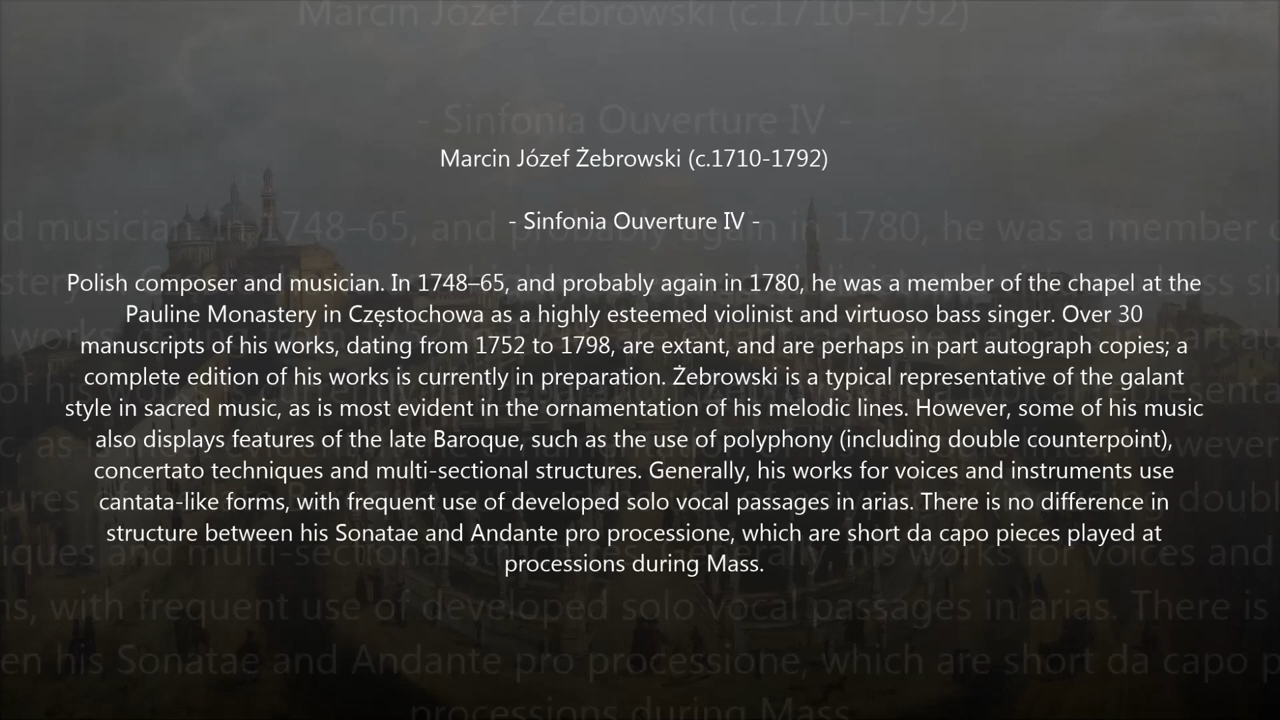 Marcin Józef Żebrowski (c.1710-1792)
- Sinfonia Ouverture IV -
Polish composer and musician. In 1748–65, and probably again in 1780, he was a member of the chapel at the
Pauline Monastery in Częstochowa as a highly esteemed violinist and virtuoso bass singer. Over 30
manuscripts of his works, dating from 1752 to 1798, are extant, and are perhaps in part autograph copies; a
complete edition of his works is currently in preparation. Żebrowski is a typical representative of the galant
style in sacred music, as is most evident in the ornamentation of his melodic lines. However, some of his music
also displays features of the late Baroque, such as the use of polyphony (including double counterpoint),
concertato techniques and multi-sectional structures. Generally, his works for voices and instruments use
cantata-like forms, with frequent use of developed solo vocal passages in arias. There is no difference in
structure between his Sonatae and Andante pro processione, which are short da capo pieces played at
processions during Mass.